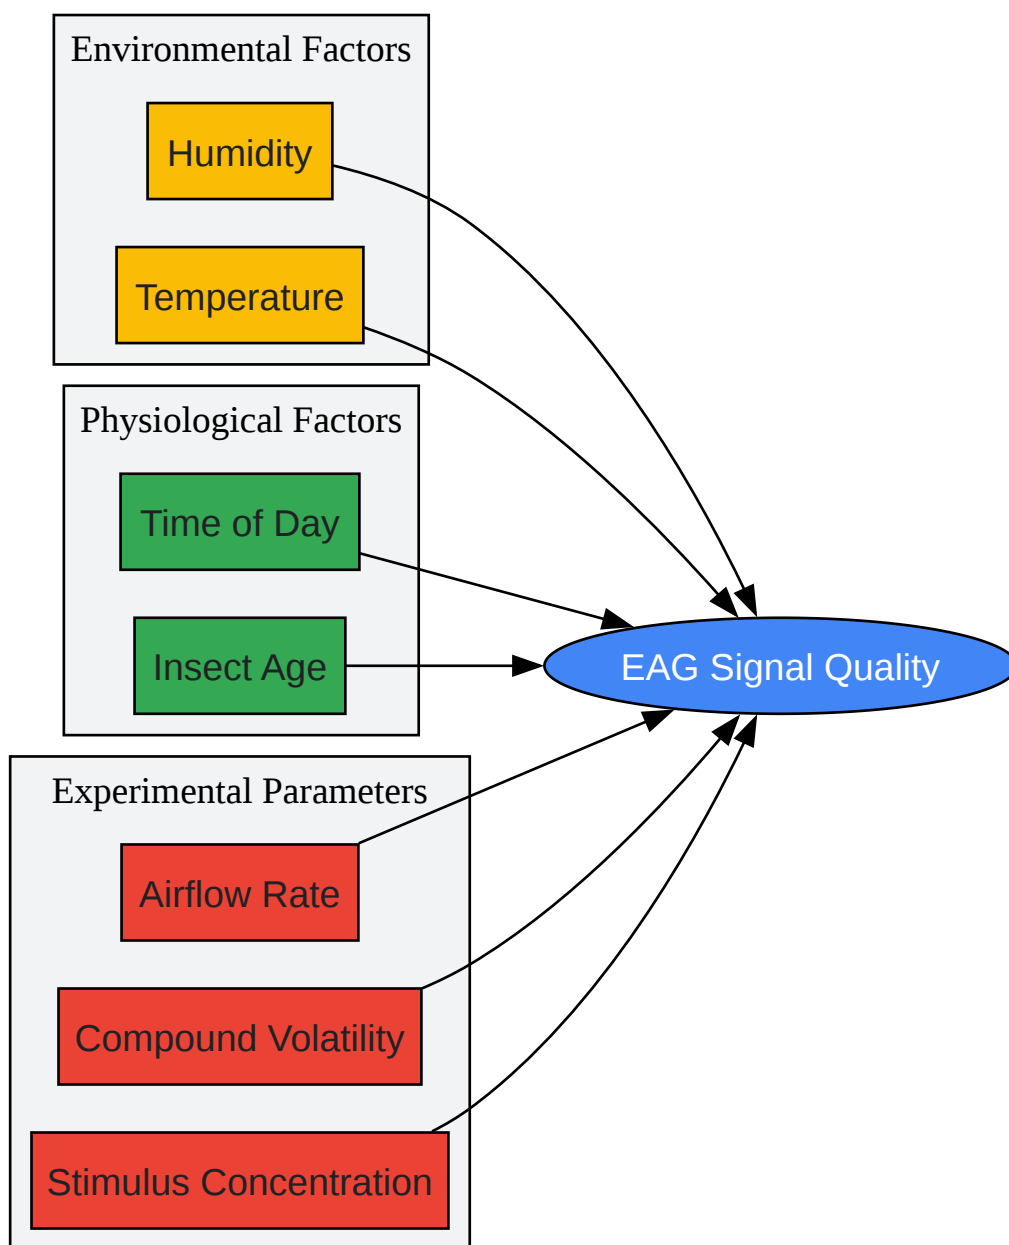 Environmental Factors
Humidity
Temperature
Physiological Factors
Time of Day
Insect Age
EAG Signal Quality
Experimental Parameters
Airflow Rate
Compound Volatility
Stimulus Concentration